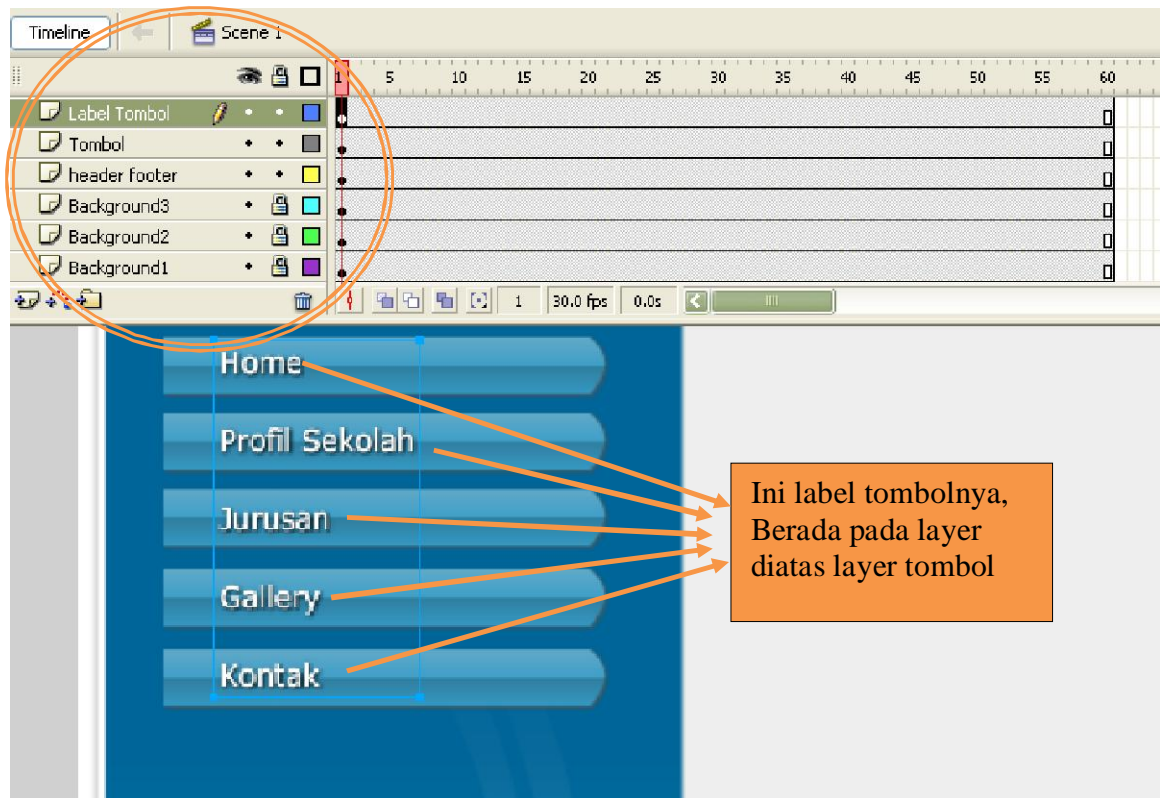 Timeline Scene 1
1 5 10 15 20 25 30 35 40 45 50 55 60
Label Tombol
Tombol
header footer
Background3
Background2
Background1
1 30.0 fps 0.0s
Home
Profil Sekolah
Jurusan
Gallery
Kontak
Ini label tombolnya,
Berada pada layer
diatas layer tombol